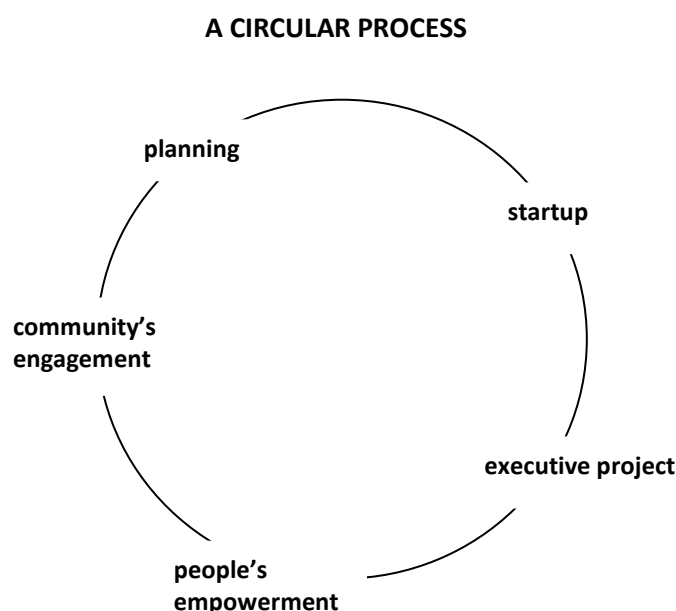 A CIRCULAR PROCESS
planning
startup
community’s
engagement
executive project
people’s
empowerment